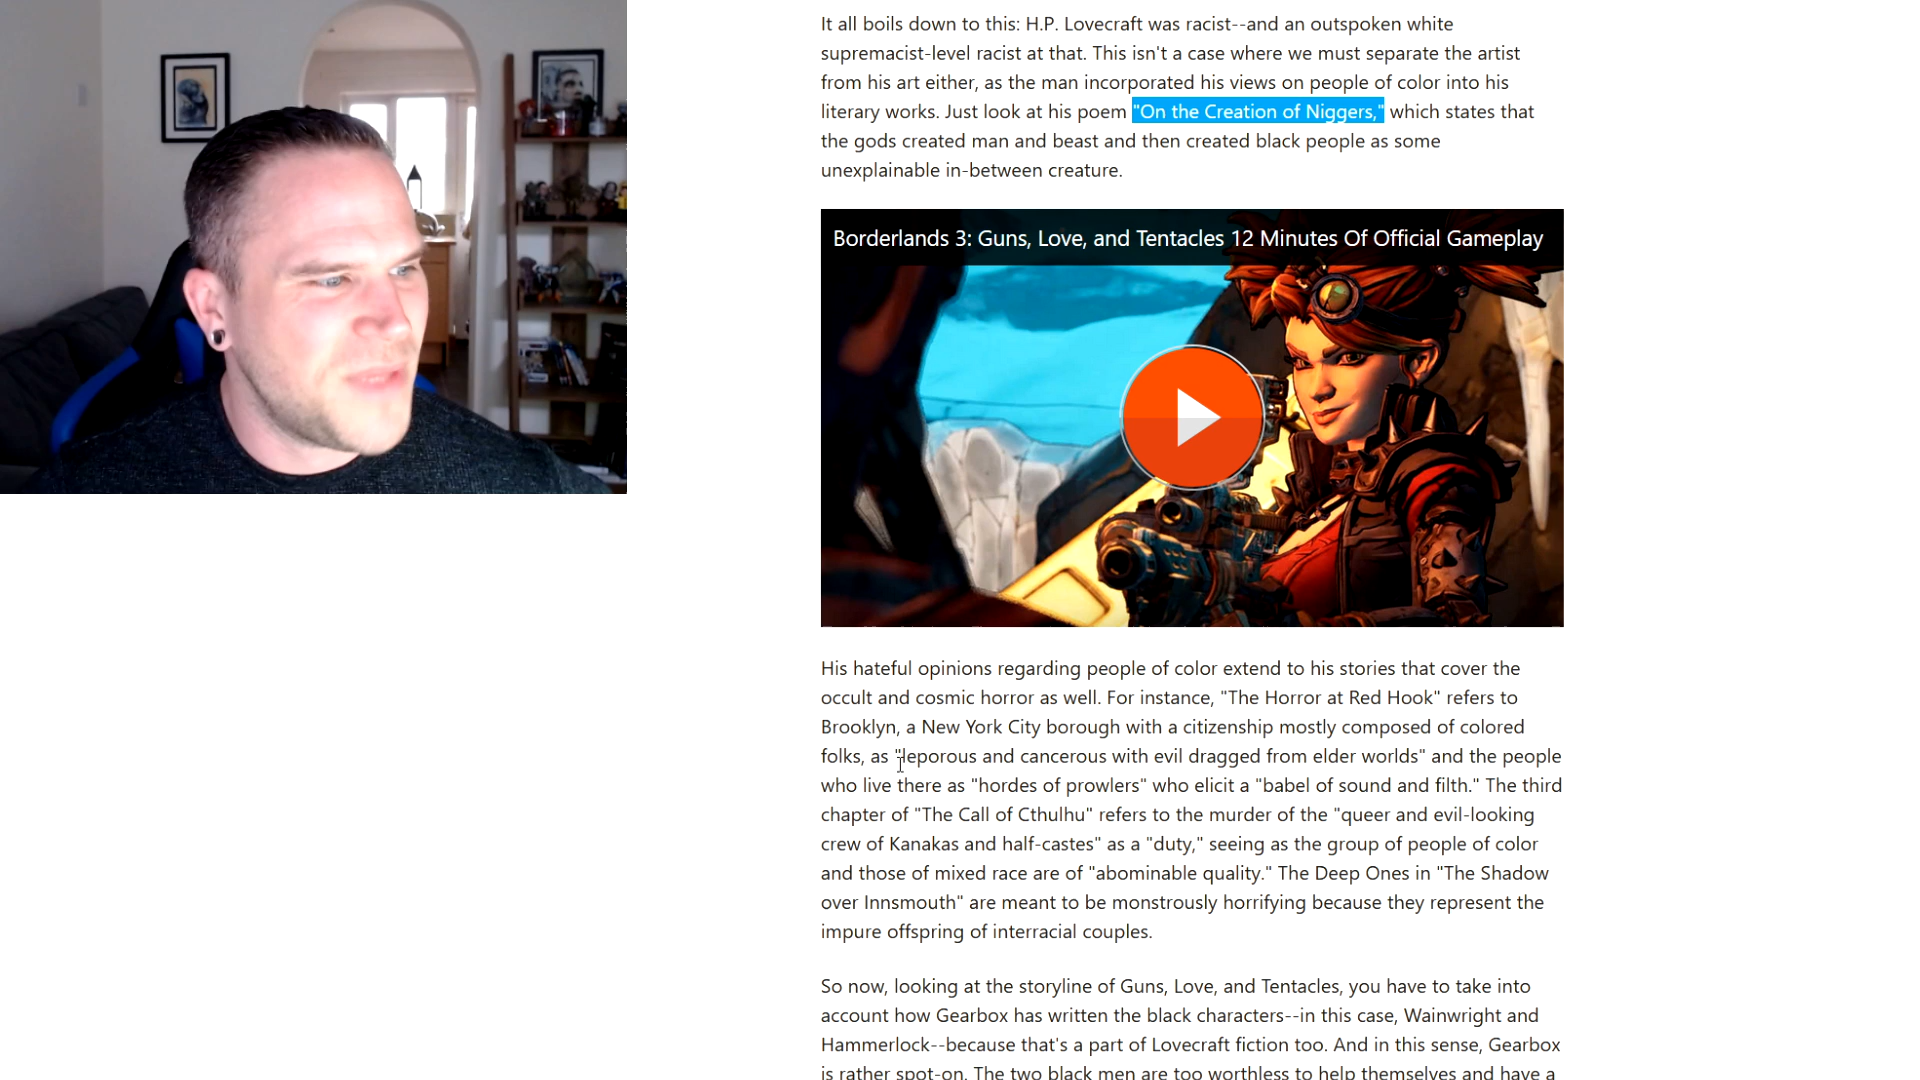 It all boils down to this: H.P. Lovecraft was racist--and an outspoken white
supremacist-level racist at that. This isn't a case where we must separate the artist
from his art either, as the man incorporated his views on people of color into his
literary works. Just look at his poem "On the Creation of Niggers," which states that
the gods created man and beast and then created black people as some
unexplainable in-between creature.
Borderlands 3: Guns, Love, and Tentacles 12 Minutes Of Official Gameplay
His hateful opinions regarding people of color extend to his stories that cover the
occult and cosmic horror as well. For instance, "The Horror at Red Hook" refers to
Brooklyn, a New York City borough with a citizenship mostly composed of colored
folks, as "leporous and cancerous with evil dragged from elder worlds" and the people
who live there as "hordes of prowlers" who elicit a "babel of sound and filth." The third
chapter of "The Call of Cthulhu" refers to the murder of the "queer and evil-looking
crew of Kanakas and half-castes" as a "duty," seeing as the group of people of color
and those of mixed race are of "abominable quality." The Deep Ones in "The Shadow
over Innsmouth" are meant to be monstrously horrifying because they represent the
impure offspring of interracial couples.
So now, looking at the storyline of Guns, Love, and Tentacles, you have to take into
account how Gearbox has written the black characters--in this case, Wainwright and
Hammerlock--because that's a part of Lovecraft fiction too. And in this sense, Gearbox
is rather spot-on. The two black men are too worthless to help themselves and have a